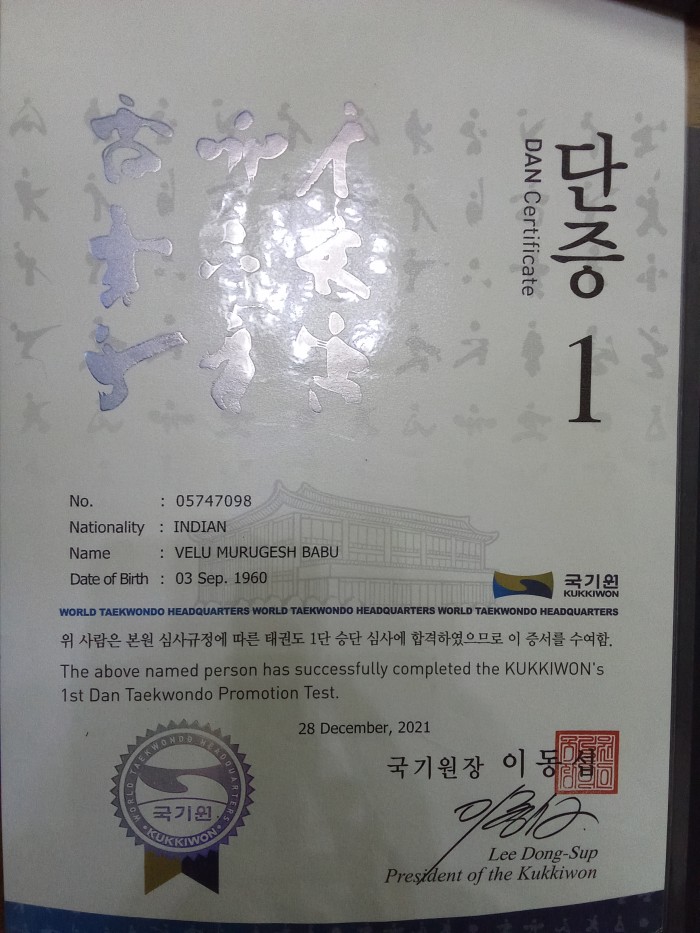 단증
DAN Certificate
1
No. : 05747098
Nationality : INDIAN
Name : VELU MURUGESH BABU
Date of Birth : 03 Sep. 1960
국기원
KUKKIWON
WORLD TAEKWONDO HEADQUARTERS WORLD TAEKWONDO HEADQUARTERS WORLD TAEKWONDO HEADQUARTERS
위 사람은 본원 심사규정에 따른 태권도 1단 승단 심사에 합격하였으므로 이 증서를 수여함.
The above named person has successfully completed the KUKKIWON's
1st Dan Taekwondo Promotion Test.
28 December, 2021
국기원장 이동섭
Lee Dong-Sup
President of the Kukkiwon
WORLD TAEKWONDO HEADQUARTERS
국기원
KUKKIWON